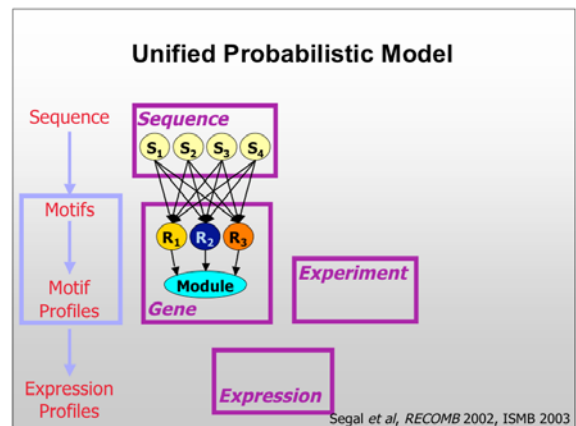 Unified Probabilistic Model
Sequence
Motifs
Motif
Profiles
Expression
Profiles
Sequence
S1 S2 S3 S4
R1 R2 R3
Module
Gene
Experiment
Expression
Segal et al, RECOMB 2002, ISMB 2003